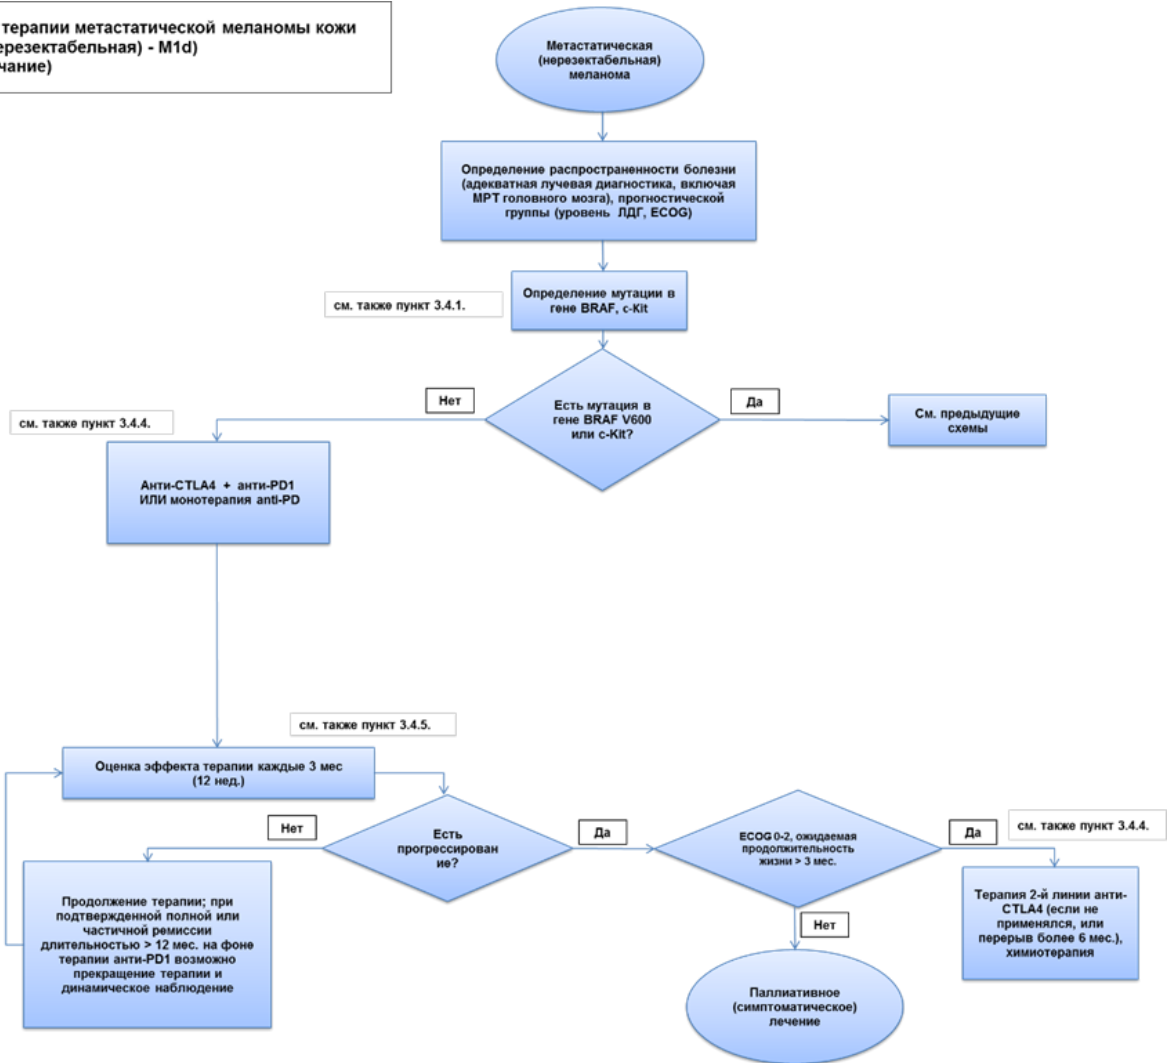 терапии метастатической меланомы кожи
ерезектабельная) - M1d)
чание)
Метастатическая
(нерезектабельная)
меланома
Определение распространенности болезни
(адекватная лучевая диагностика, включая
МРТ головного мозга), прогностической
группы (уровень ЛДГ, ECOG)
см. также пункт 3.4.1.
Определение мутации в
гене BRAF, c-Kit
Нет
Есть мутация в
гене BRAF V600
или c-Kit?
Да
См. предыдущие
схемы
см. также пункт 3.4.4.
Анти-CTLA4 + анти-PD1
ИЛИ монотерапия anti-PD
см. также пункт 3.4.5.
Оценка эффекта терапии каждые 3 мес
(12 нед.)
Нет
Есть
прогрессирован
ие?
Да
ECOG 0-2, ожидаемая
продолжительность
жизни > 3 мес.
Да
см. также пункт 3.4.4.
Продолжение терапии; при
подтвержденной полной или
частичной ремиссии
длительностью > 12 мес. на фоне
терапии анти-PD1 возможно
прекращение терапии и
динамическое наблюдение
Нет
Терапия 2-й линии анти-
CTLA4 (если не
применялся, или
перерыв более 6 мес.),
химиотерапия
Паллиативное
(симптоматическое)
лечение